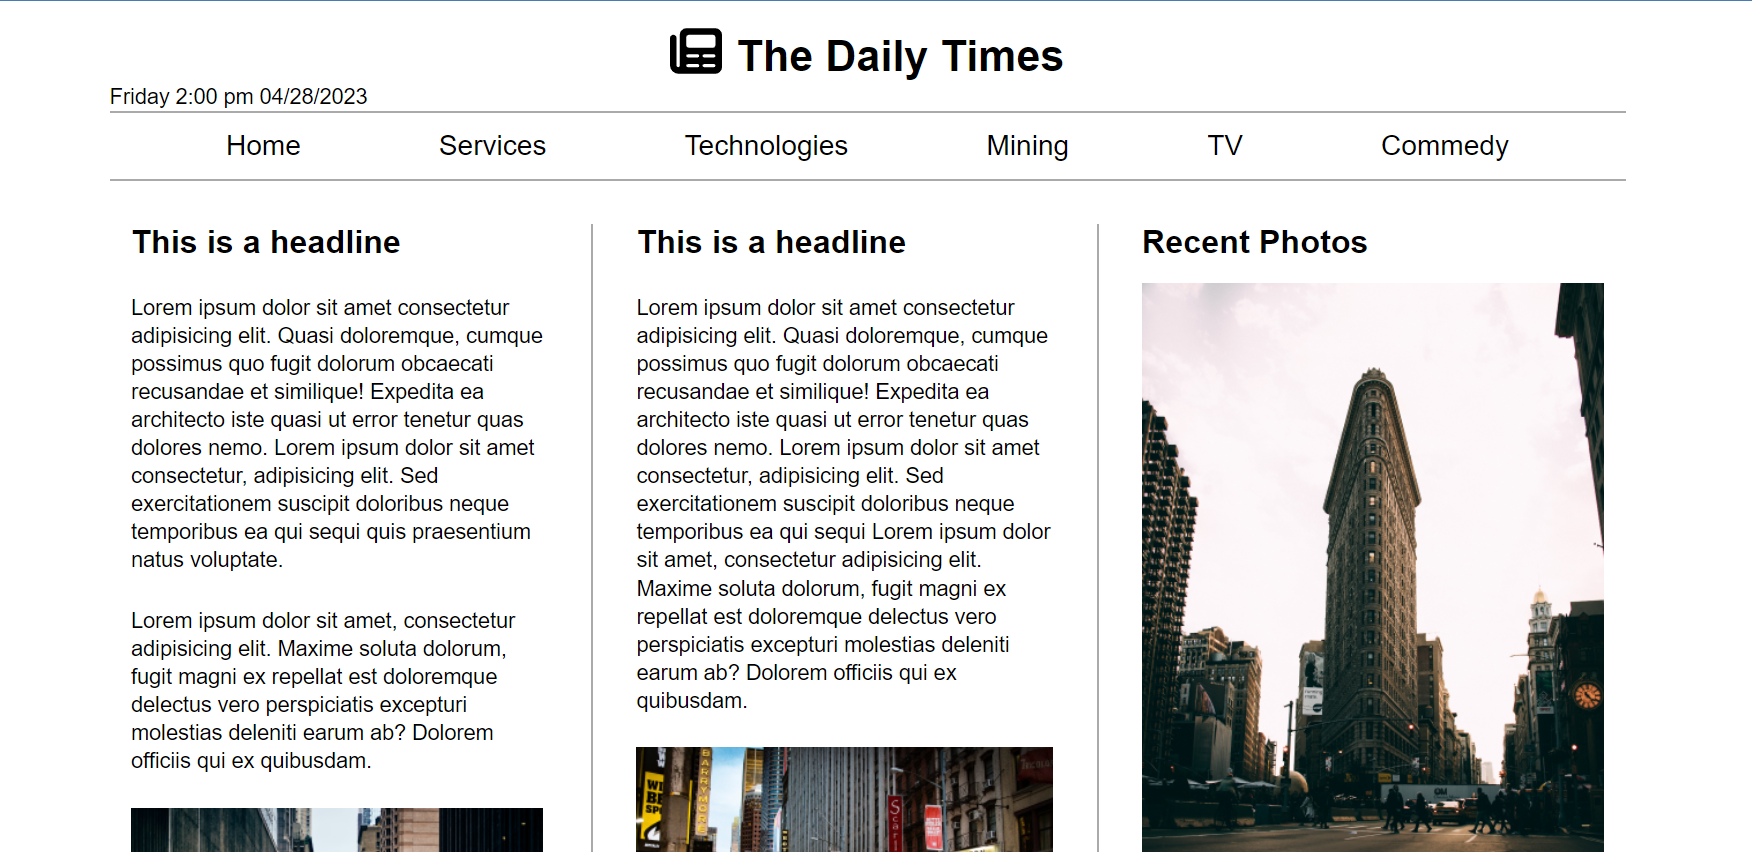 The Daily Times
Friday 2:00 pm 04/28/2023
Home Services Technologies Mining TV Commedy
This is a headline
Lorem ipsum dolor sit amet consectetur
adipisicing elit. Quasi doloremque, cumque
possimus quo fugit dolorum obcaecati
recusandae et similique! Expedita ea
architecto iste quasi ut error tenetur quas
dolores nemo. Lorem ipsum dolor sit amet
consectetur, adipisicing elit. Sed
exercitationem suscipit doloribus neque
temporibus ea qui sequi quis praesentium
natus voluptate.
Lorem ipsum dolor sit amet, consectetur
adipisicing elit. Maxime soluta dolorum,
fugit magni ex repellat est doloremque
delectus vero perspiciatis excepturi
molestias deleniti earum ab? Dolorem
officiis qui ex quibusdam.
This is a headline
Lorem ipsum dolor sit amet consectetur
adipisicing elit. Quasi doloremque, cumque
possimus quo fugit dolorum obcaecati
recusandae et similique! Expedita ea
architecto iste quasi ut error tenetur quas
dolores nemo. Lorem ipsum dolor sit amet
consectetur, adipisicing elit. Sed
exercitationem suscipit doloribus neque
temporibus ea qui sequi Lorem ipsum dolor
sit amet, consectetur adipisicing elit.
Maxime soluta dolorum, fugit magni ex
repellat est doloremque delectus vero
perspiciatis excepturi molestias deleniti
earum ab? Dolorem officiis qui ex
quibusdam.
BARRYMORE
Scarl
Recent Photos